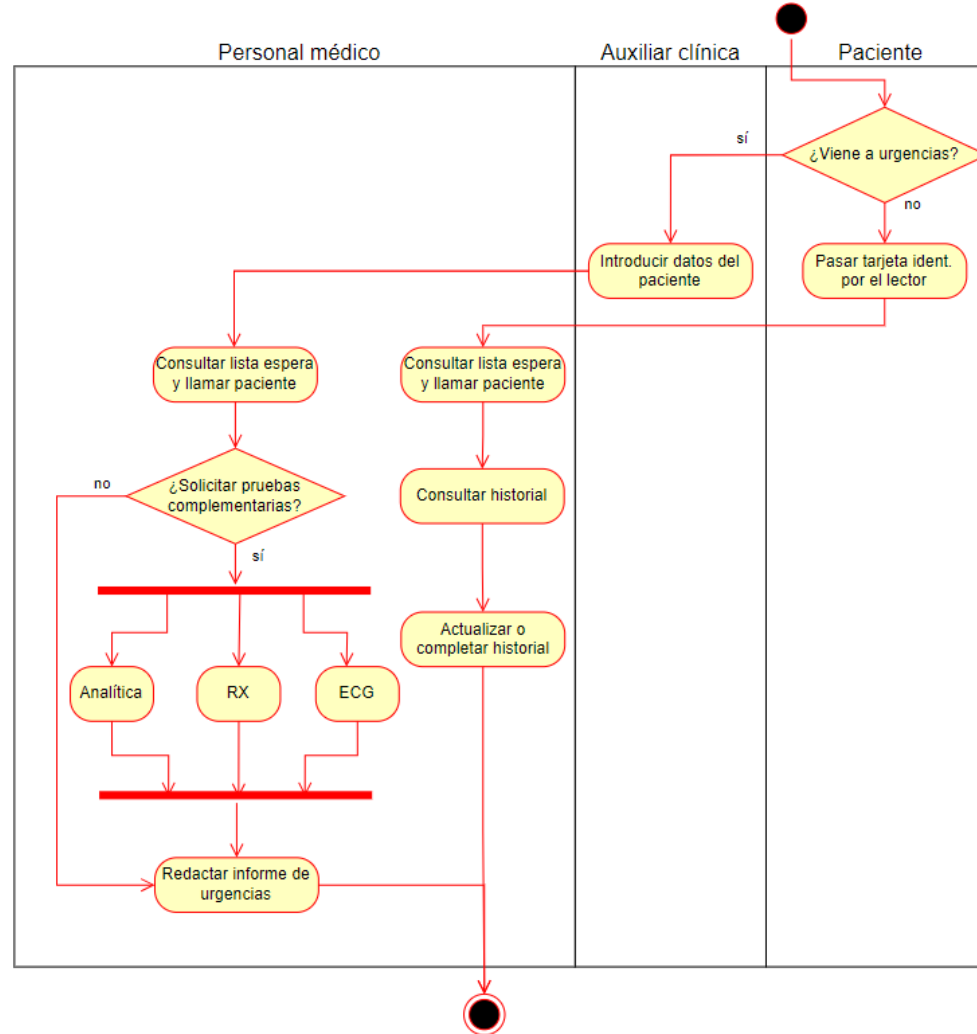 Personal médico
Auxiliar clínica
Paciente
¿Viene a urgencias?
sí
no
Introducir datos del
paciente
Pasar tarjeta ident.
por el lector
Consultar lista espera
y llamar paciente
Consultar lista espera
y llamar paciente
¿Solicitar pruebas
complementarias?
no
sí
Consultar historial
Actualizar o
completar historial
Analítica
RX
ECG
Redactar informe de
urgencias